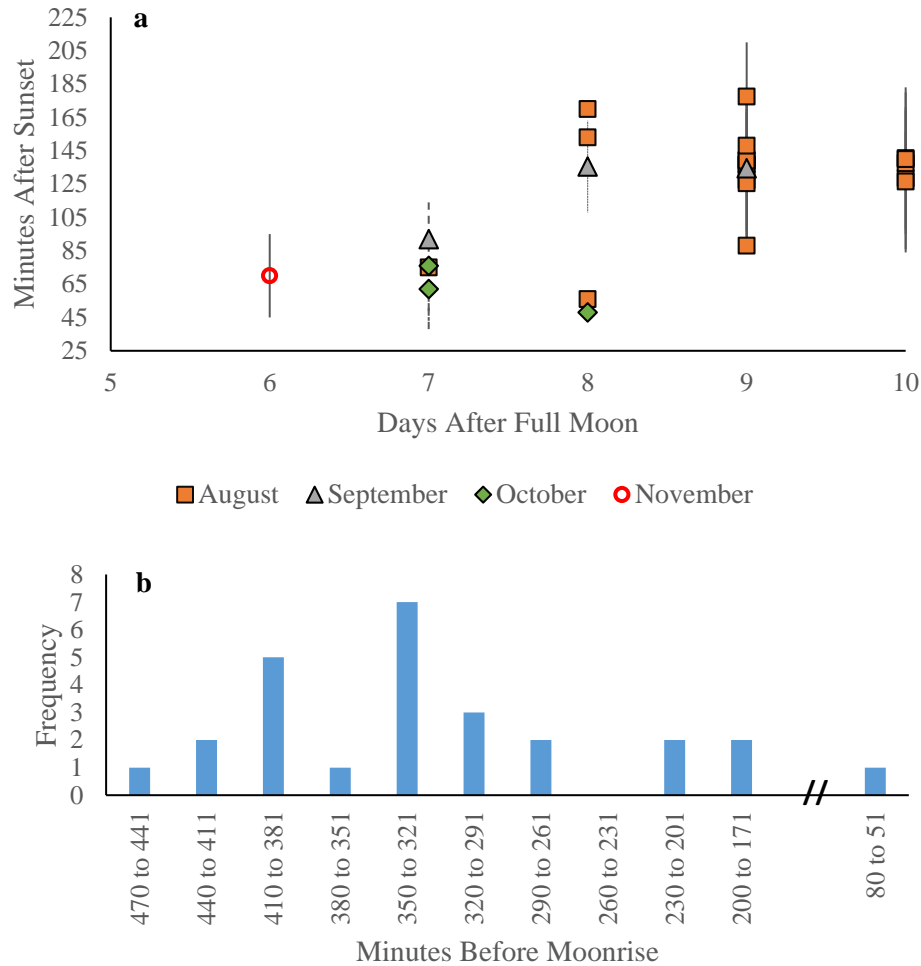 a
225
205
185
165
145
125
105
85
65
45
25
Minutes After Sunset
5 6 7 8 9 10
Days After Full Moon
August September October November
b
8
7
6
5
4
3
2
1
0
Frequency
//
470 to 441
440 to 411
410 to 381
380 to 351
350 to 321
320 to 291
290 to 261
260 to 231
230 to 201
200 to 171
80 to 51
Minutes Before Moonrise